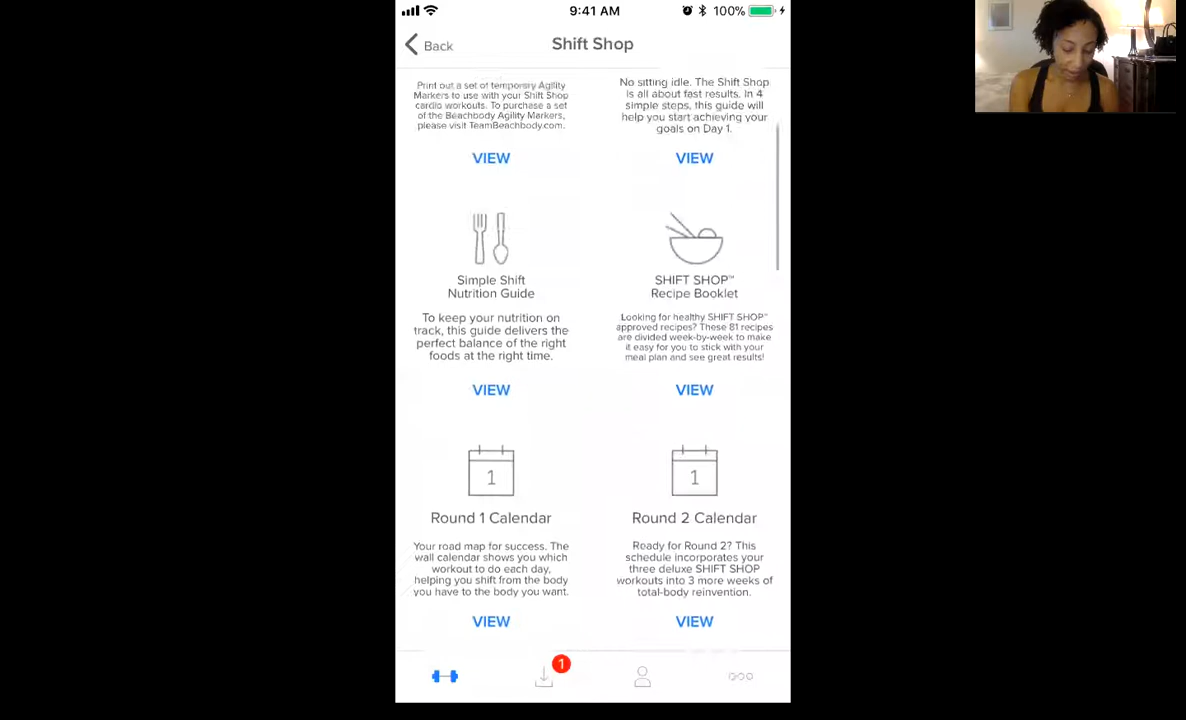 9:41 AM
100%
Back
Shift Shop
Print out a set of temporary Agility
Markers to use with your Shift Shop
cardio workouts. To purchase a set
of the Beachbody Agility Markers,
please visit TeamBeachbody.com.
VIEW
No sitting idle. The Shift Shop
is all about fast results. In 4
simple steps, this guide will
help you start achieving your
goals on Day 1.
VIEW
Simple Shift
Nutrition Guide
To keep your nutrition on
track, this guide delivers the
perfect balance of the right
foods at the right time.
VIEW
SHIFT SHOP™
Recipe Booklet
Looking for healthy SHIFT SHOP™
approved recipes? These 81 recipes
are divided week-by-week to make
it easy for you to stick with your
meal plan and see great results!
VIEW
1
Round 1 Calendar
Your road map for success. The
wall calendar shows you which
workout to do each day,
helping you shift from the body
you have to the body you want.
VIEW
1
Round 2 Calendar
Ready for Round 2? This
schedule incorporates your
three deluxe SHIFT SHOP
workouts into 3 more weeks of
total-body reinvention.
VIEW
1